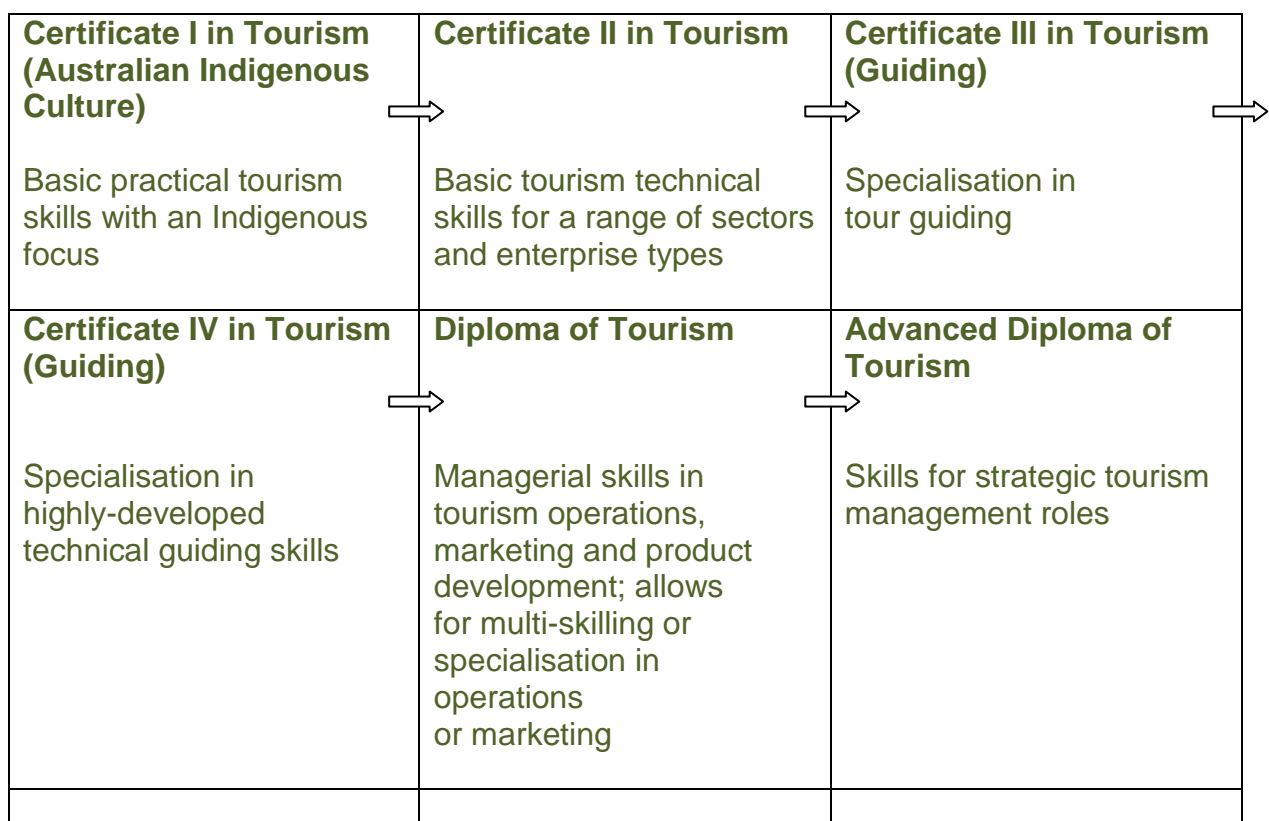 Certificate I in Tourism
(Australian Indigenous
Culture)
Basic practical tourism
skills with an Indigenous
focus
Certificate II in Tourism
Basic tourism technical
skills for a range of sectors
and enterprise types
Certificate III in Tourism
(Guiding)
Specialisation in
tour guiding
Certificate IV in Tourism
(Guiding)
Specialisation in
highly-developed
technical guiding skills
Diploma of Tourism
Managerial skills in
tourism operations,
marketing and product
development; allows
for multi-skilling or
specialisation in
operations
or marketing
Advanced Diploma of
Tourism
Skills for strategic tourism
management roles